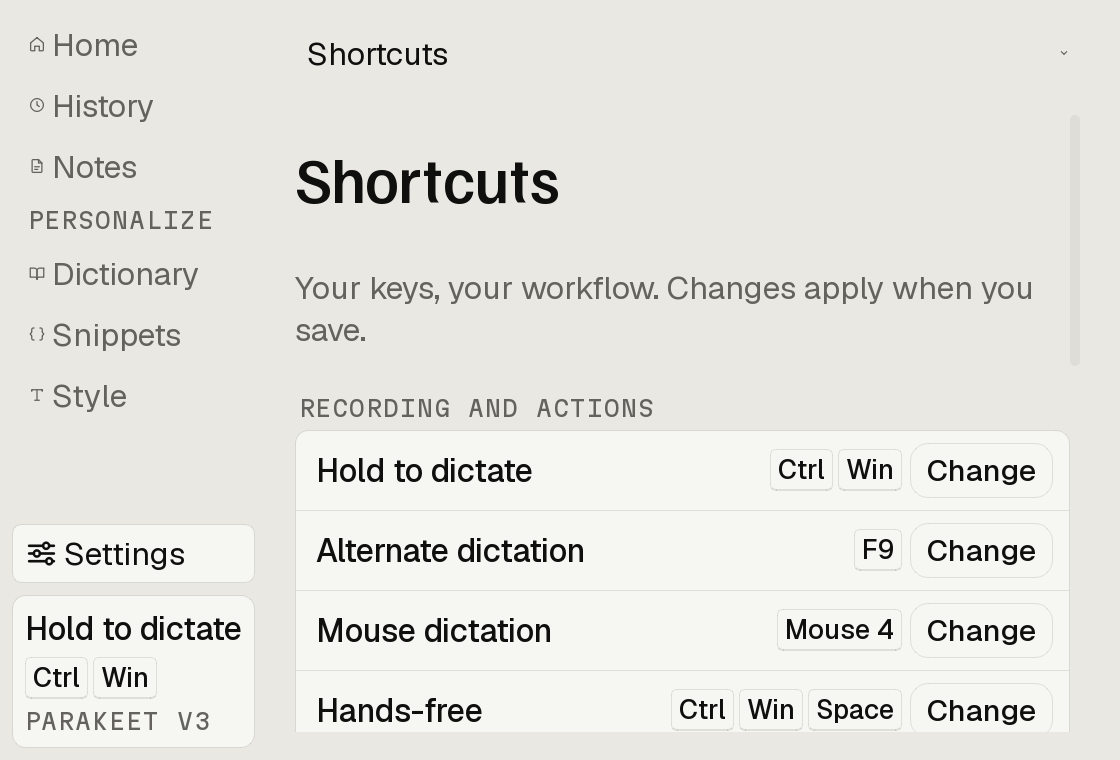 Home
History
Notes
PERSONALIZE
Dictionary
Snippets
Style
Settings
Hold to dictate
Ctrl Win
PARAKEET V3
Shortcuts
Shortcuts
Your keys, your workflow. Changes apply when you
save.
RECORDING AND ACTIONS
Hold to dictate Ctrl Win Change
Alternate dictation F9 Change
Mouse dictation Mouse 4 Change
Hands-free Ctrl Win Space Change